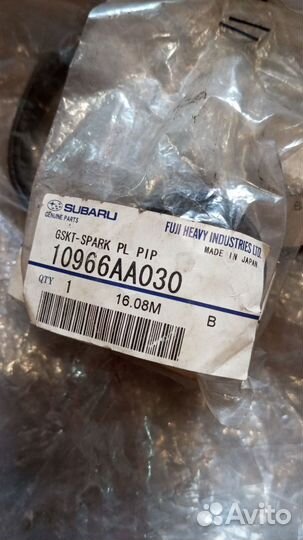 SUBARU
GENUINE PARTS
FUJI HEAVY INDUSTRIES LTD.
MADE IN JAPAN
GSKT-SPARK PL PIP
10966AA030
QTY 1
16.08M B
Avito